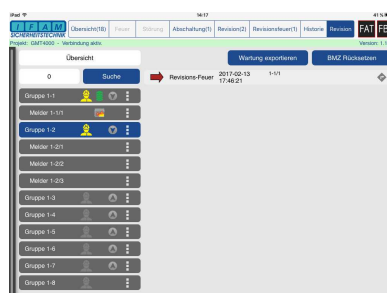 iPad 14:17 41 %
IFAM SICHERHEITSTECHNIK Übersicht(18) Feuer Störung Abschaltung(1) Revision(2) Revisionsfeuer(1) Historie Revision FAT FB
Projekt: GMT4000 - Verbindung aktiv. Version: 1.1
Übersicht Wartung exportieren BMZ Rücksetzen
0 Suche Revisions-Feuer 2017-02-13 1-1/1
17:46:21
Gruppe 1-1
Melder 1-1/1
Gruppe 1-2
Melder 1-2/1
Melder 1-2/2
Melder 1-2/3
Gruppe 1-3
Gruppe 1-4
Gruppe 1-5
Gruppe 1-6
Gruppe 1-7
Gruppe 1-8